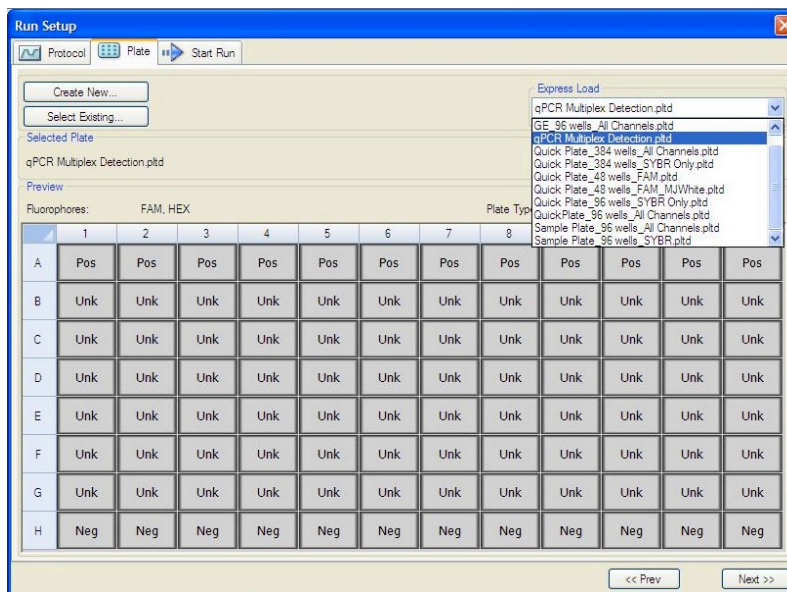 Run Setup
Protocol Plate Start Run
Create New...
Select Existing...
Express Load
qPCR Multiplex Detection.pltd
GE_96 wells_All Channels.pltd
qPCR Multiplex Detection.pltd
Quick Plate_384 wells_All Channels.pltd
Quick Plate_384 wells_SYBR Only.pltd
Quick Plate_48 wells_FAM.pltd
Quick Plate_48 wells_FAM_MJWhite.pltd
Quick Plate_96 wells_SYBR Only.pltd
QuickPlate_96 wells_All Channels.pltd
Sample Plate_96 wells_All Channels.pltd
Sample Plate_96 wells_SYBR.pltd
Selected Plate
qPCR Multiplex Detection.pltd
Preview
Fluorophores: FAM, HEX Plate Typ
1 2 3 4 5 6 7 8
A Pos Pos Pos Pos Pos Pos Pos Pos Pos Pos Pos Pos
B Unk Unk Unk Unk Unk Unk Unk Unk Unk Unk Unk Unk
C Unk Unk Unk Unk Unk Unk Unk Unk Unk Unk Unk Unk
D Unk Unk Unk Unk Unk Unk Unk Unk Unk Unk Unk Unk
E Unk Unk Unk Unk Unk Unk Unk Unk Unk Unk Unk Unk
F Unk Unk Unk Unk Unk Unk Unk Unk Unk Unk Unk Unk
G Unk Unk Unk Unk Unk Unk Unk Unk Unk Unk Unk Unk
H Neg Neg Neg Neg Neg Neg Neg Neg Neg Neg Neg Neg
<< Prev Next >>